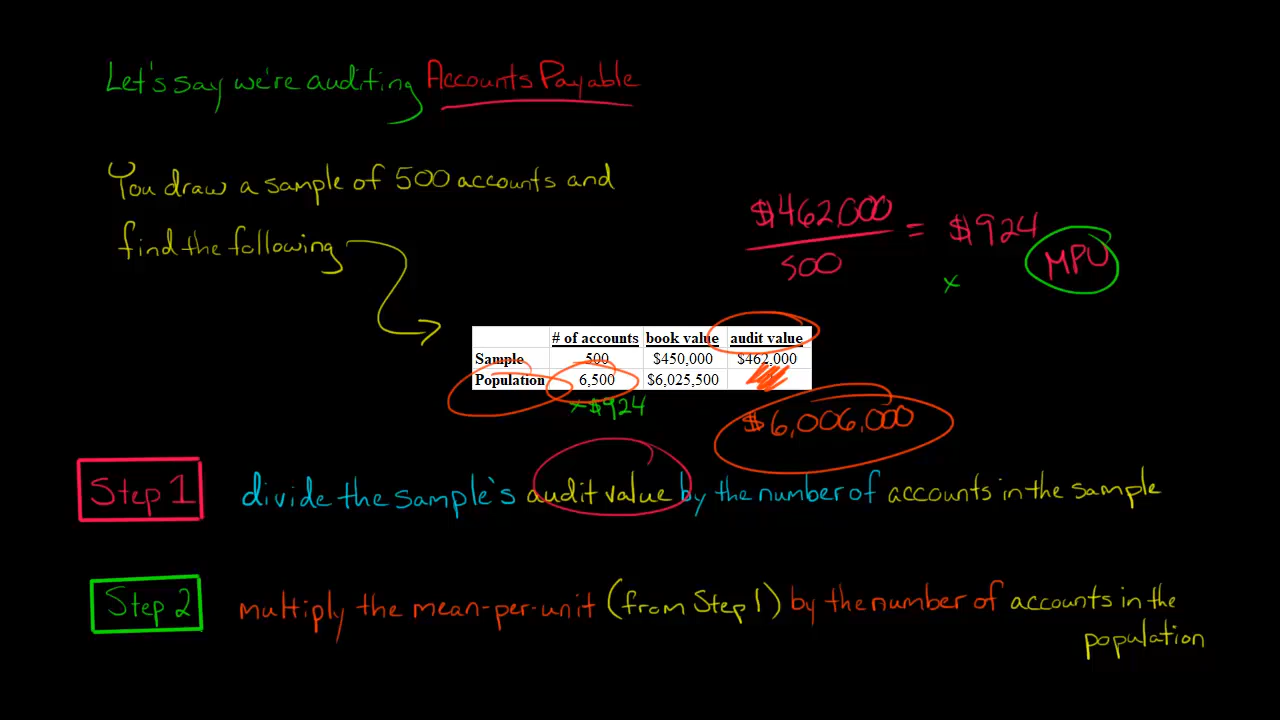 Let's say we're auditing Accounts Payable
You draw a sample of 500 accounts and
find the following
$462,000
500
= $924
MPU
x
# of accounts book value audit value
Sample 500 $450,000 $462,000
Population 6,500 $6,025,500
x $924
$6,006,000
Step 1 divide the sample's audit value by the number of accounts in the sample
Step 2 multiply the mean-per-unit (from Step 1) by the number of accounts in the
population